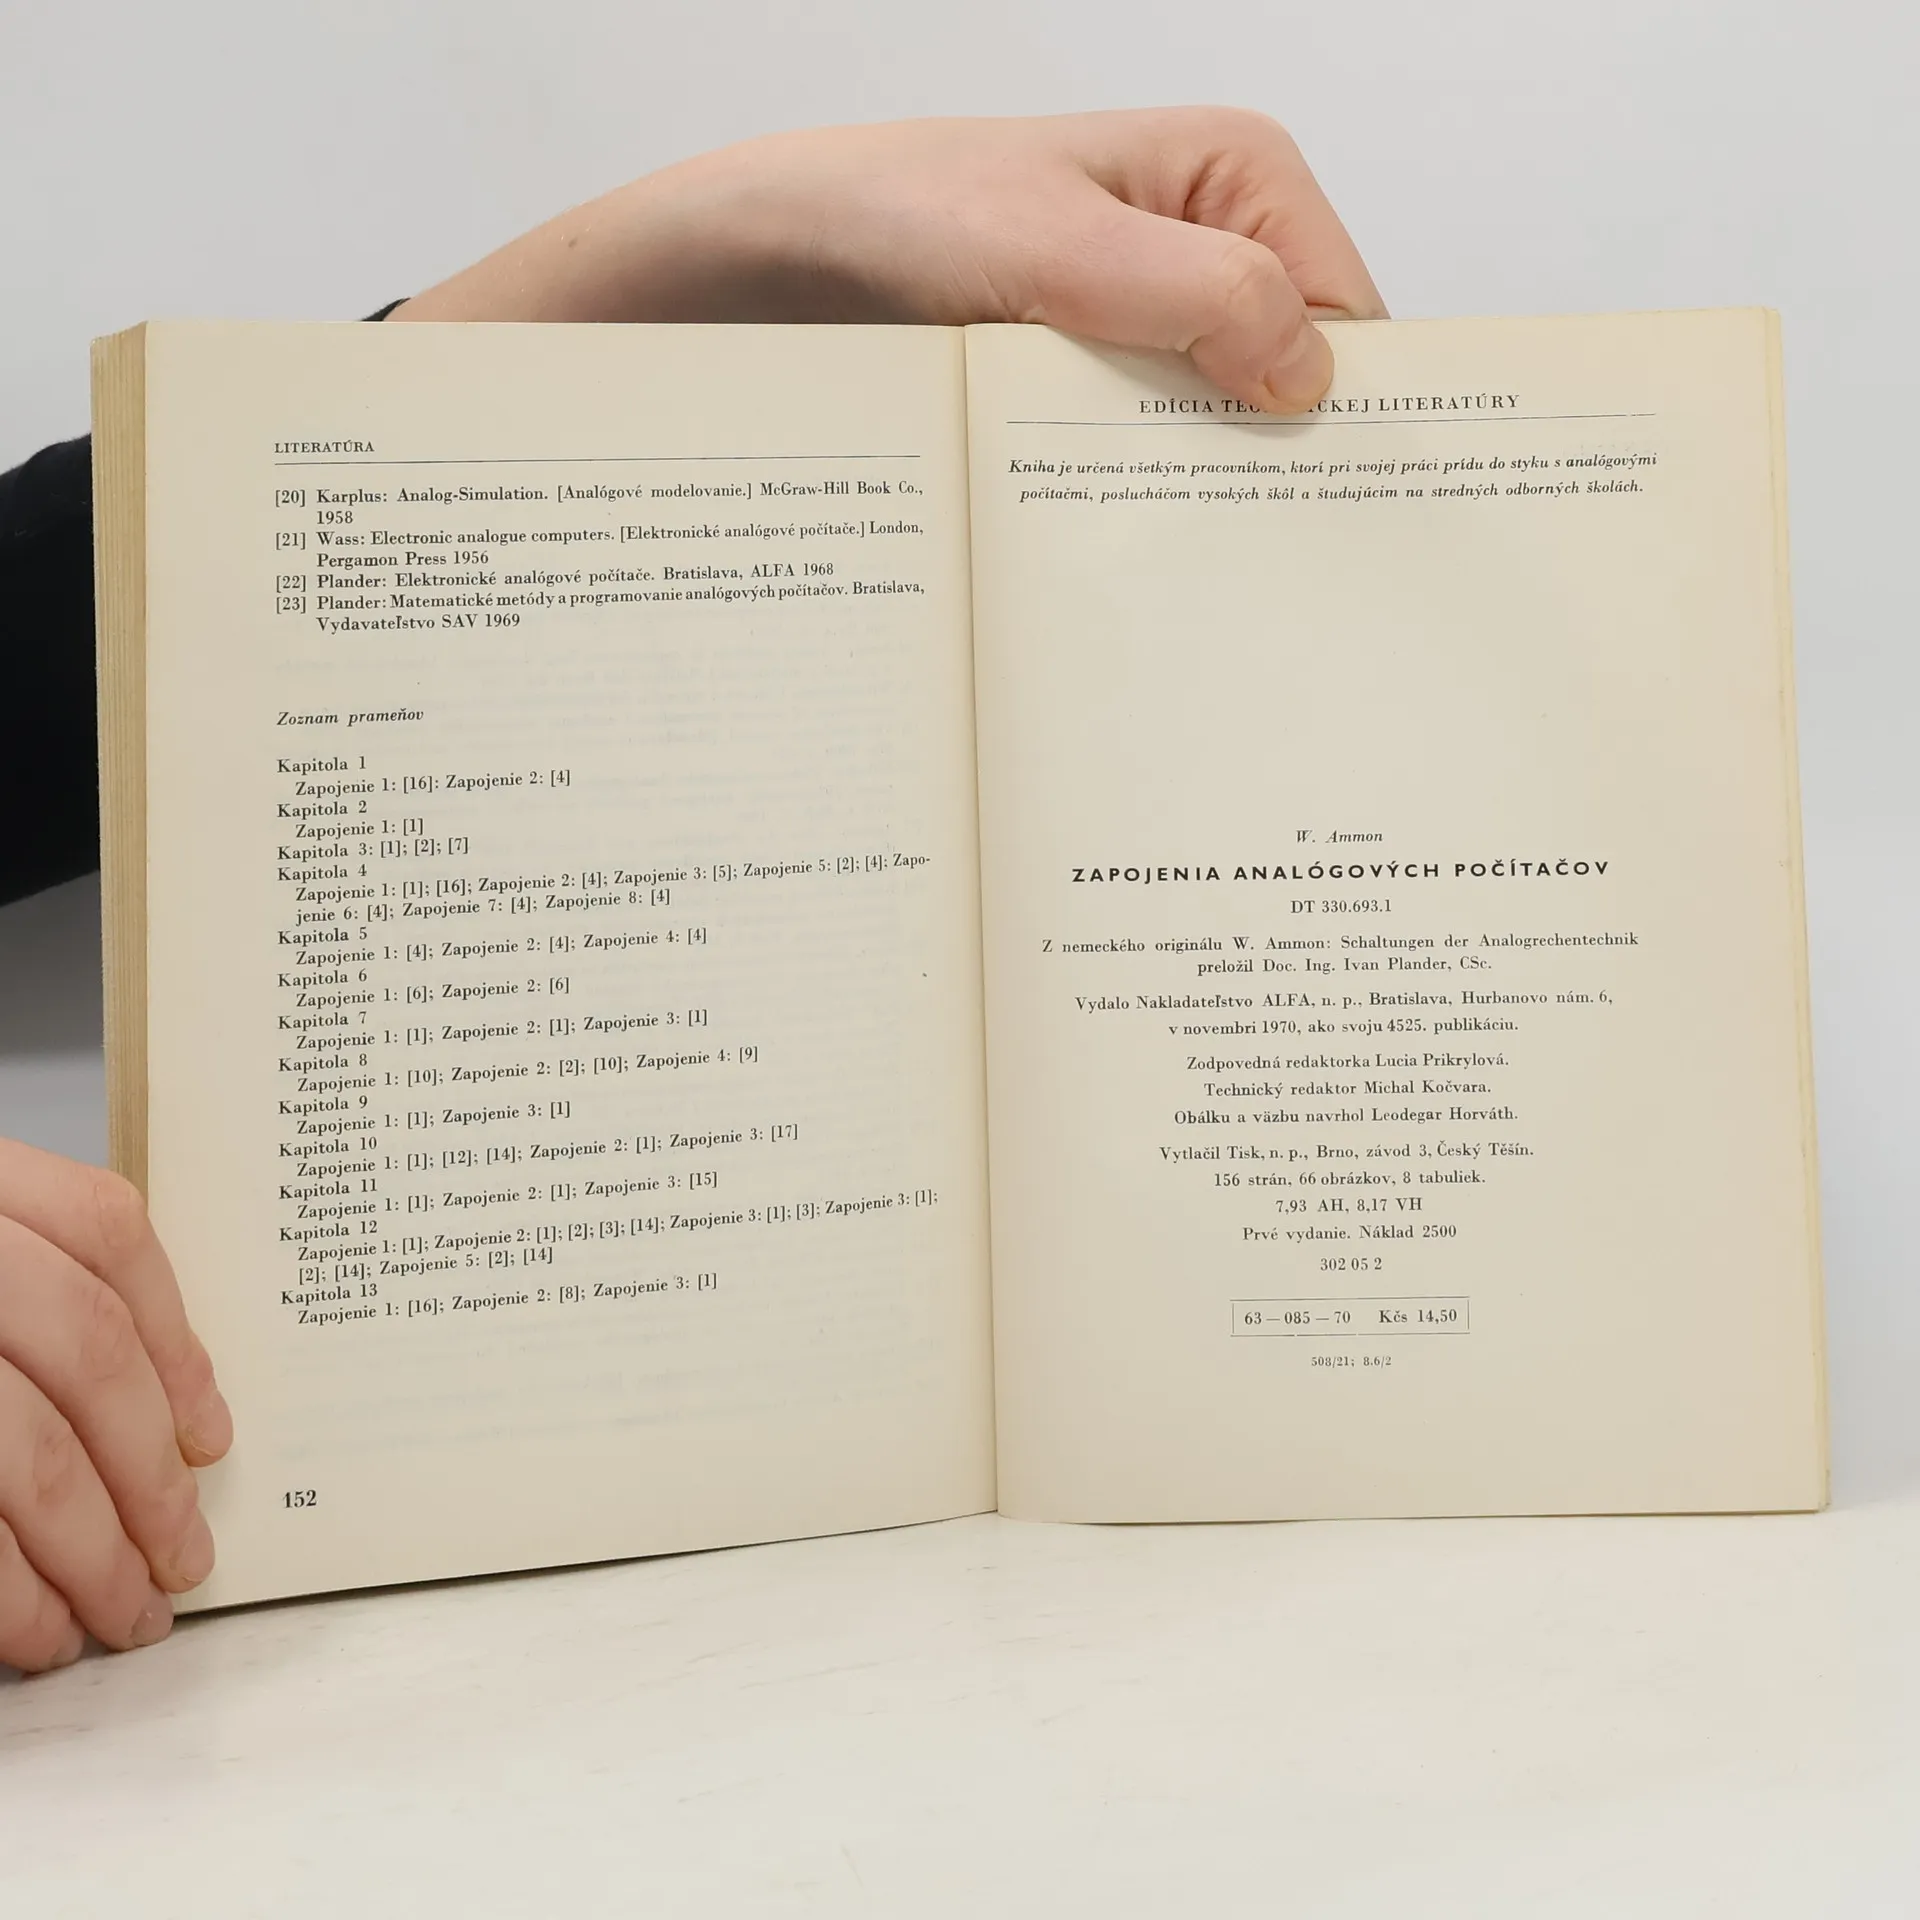 LITERATÚRA
[20] Karplus: Analog-Simulation. [Analógové modelovanie.] McGraw-Hill Book Co.,
1958
[21] Wass: Electronic analogue computers. [Elektronické analógové počítače.] London,
Pergamon Press 1956
[22] Plander: Elektronické analógové počítače. Bratislava, ALFA 1968
[23] Plander: Matematické metódy a programovanie analógových počítačov. Bratislava,
Vydavateľstvo SAV 1969
Zoznam prameňov
Kapitola 1
Zapojenie 1: [16]: Zapojenie 2: [4]
Kapitola 2
Zapojenie 1: [1]
Kapitola 3: [1]; [2]; [7]
Kapitola 4
Zapojenie 1: [1]; [16]; Zapojenie 2: [4]; Zapojenie 3: [5]; Zapojenie 5: [2]; [4]; Zapo-
jenie 6: [4]; Zapojenie 7: [4]; Zapojenie 8: [4]
Kapitola 5
Zapojenie 1: [4]; Zapojenie 2: [4]; Zapojenie 4: [4]
Kapitola 6
Zapojenie 1: [6]; Zapojenie 2: [6]
Kapitola 7
Zapojenie 1: [1]; Zapojenie 2: [1]; Zapojenie 3: [1]
Kapitola 8
Zapojenie 1: [10]; Zapojenie 2: [2]; [10]; Zapojenie 4: [9]
Kapitola 9
Zapojenie 1: [1]; Zapojenie 3: [1]
Kapitola 10
Zapojenie 1: [1]; [12]; [14]; Zapojenie 2: [1]; Zapojenie 3: [17]
Kapitola 11
Zapojenie 1: [1]; Zapojenie 2: [1]; Zapojenie 3: [15]
Kapitola 12
Zapojenie 1: [1]; Zapojenie 2: [1]; [2]; [3]; [14]; Zapojenie 3: [1]; [3]; Zapojenie 3: [1];
[2]; [14]; Zapojenie 5: [2]; [14]
Kapitola 13
Zapojenie 1: [16]; Zapojenie 2: [8]; Zapojenie 3: [1]
152
EDÍCIA LITERATÚRY
Kniha je určená všetkým pracovníkom, ktorí pri svojej práci prídu do styku s analógovými
počítačmi, poslucháčom vysokých škôl a študujúcim na stredných odborných školách.
W. Ammon
ZAPOJENIA ANALÓGOVÝCH POČÍTAČOV
DT 330.693.1
Z nemeckého originálu W. Ammon: Schaltungen der Analogrechentechnik
preložil Doc. Ing. Ivan Plander, CSc.
Vydalo Nakladateľstvo ALFA, n. p., Bratislava, Hurbanovo nám. 6,
v novembri 1970, ako svoju 4525. publikáciu.
Zodpovedná redaktorka Lucia Prikrylová.
Technický redaktor Michal Kočvara.
Obálku a väzbu navrhol Leodegar Horváth.
Vytlačil Tisk, n. p., Brno, závod 3, Český Těšín.
156 strán, 66 obrázkov, 8 tabuliek.
7,93 AH, 8,17 VH
Prvé vydanie. Náklad 2500
302 05 2
63 — 085 — 70 Kčs 14,50
508/21; 8.6/2